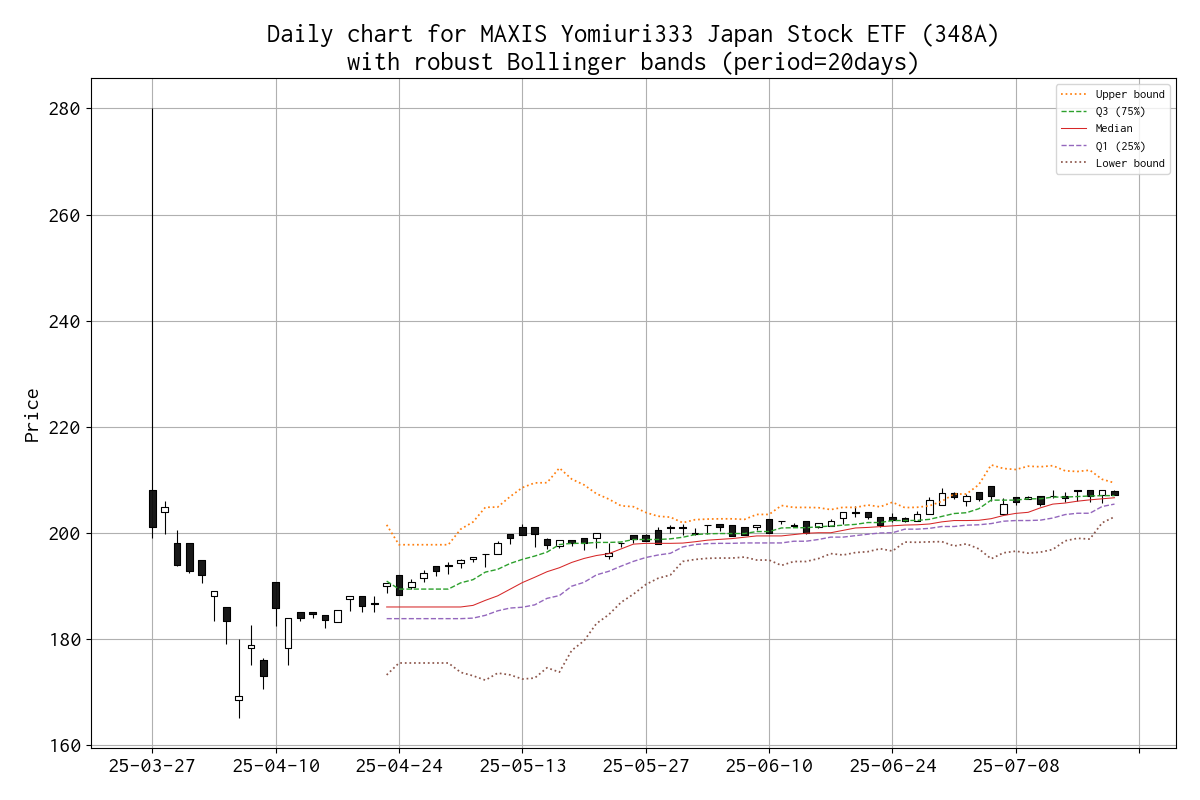 Daily chart for MAXIS Yomiuri333 Japan Stock ETF (348A)
with robust Bollinger bands (period=20days)
Upper bound
Q3 (75%)
Median
Q1 (25%)
Lower bound
Price
280
260
240
220
200
180
160
25-03-27
25-04-10
25-04-24
25-05-13
25-05-27
25-06-10
25-06-24
25-07-08